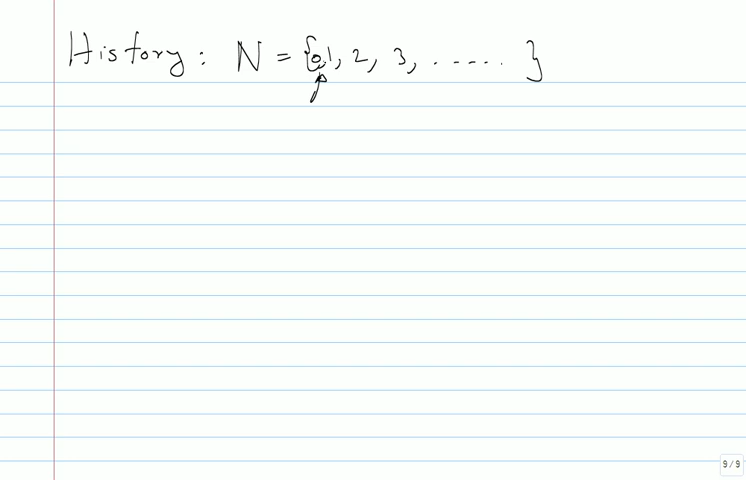 History: N = {0,1, 2, 3, ...... }
9/9